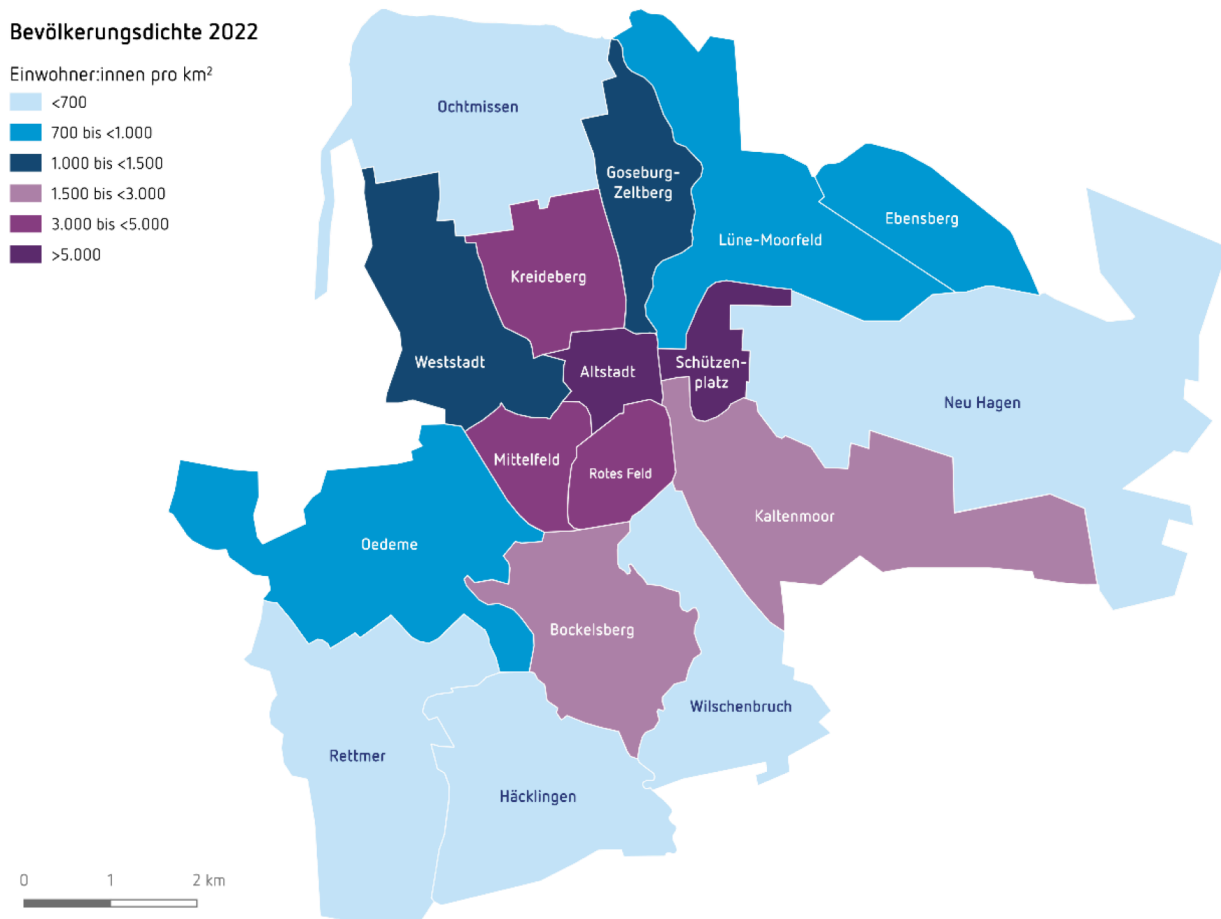 Bevölkerungsdichte 2022
Einwohner:innen pro km²
<700
700 bis <1.000
1.000 bis <1.500
1.500 bis <3.000
3.000 bis <5.000
>5.000
Ochtmissen
Goseburg-
Zeltberg
Ebensberg
Lüne-Moorfeld
Kreideberg
Weststadt
Altstadt
Schützen-
platz
Neu Hagen
Mittelfeld
Rotes Feld
Kaltenmoor
Oedeme
Bockelsberg
Wilschenbruch
Rettmer
Häcklingen
0 1 2 km